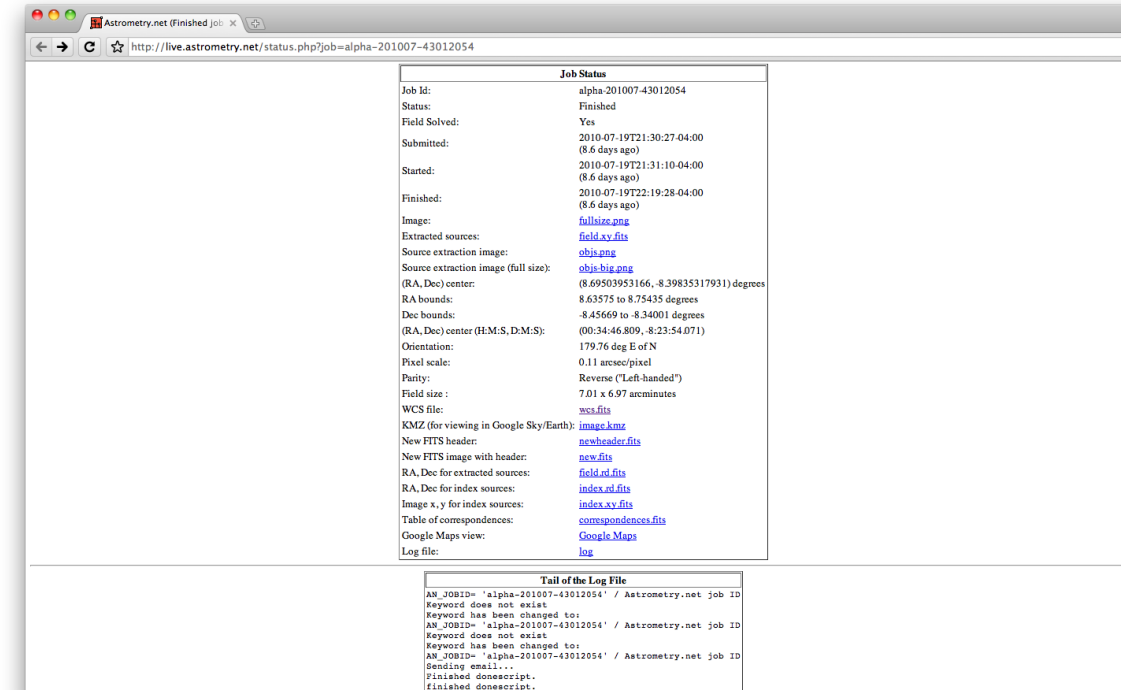 Astrometry.net (Finished job
http://live.astrometry.net/status.php?job=alpha-201007-43012054
Job Status
Job Id: alpha-201007-43012054
Status: Finished
Field Solved: Yes
Submitted: 2010-07-19T21:30:27-04:00
(8.6 days ago)
Started: 2010-07-19T21:31:10-04:00
(8.6 days ago)
Finished: 2010-07-19T22:19:28-04:00
(8.6 days ago)
Image: fullsize.png
Extracted sources: field.xy.fits
Source extraction image: objs.png
Source extraction image (full size): objs-big.png
(RA, Dec) center: (8.69503953166, -8.39835317931) degrees
RA bounds: 8.63575 to 8.75435 degrees
Dec bounds: -8.45669 to -8.34001 degrees
(RA, Dec) center (H:M:S, D:M:S): (00:34:46.809, -8:23:54.071)
Orientation: 179.76 deg E of N
Pixel scale: 0.11 arcsec/pixel
Parity: Reverse ("Left-handed")
Field size : 7.01 x 6.97 arcminutes
WCS file: wcs.fits
KMZ (for viewing in Google Sky/Earth): image.kmz
New FITS header: newheader.fits
New FITS image with header: new.fits
RA, Dec for extracted sources: field.rd.fits
RA, Dec for index sources: index.rd.fits
Image x, y for index sources: index.xy.fits
Table of correspondences: correspondences.fits
Google Maps view: Google Maps
Log file: log
Tail of the Log File
AN_JOBID= 'alpha-201007-43012054' / Astrometry.net job ID
Keyword does not exist
Keyword has been changed to:
AN_JOBID= 'alpha-201007-43012054' / Astrometry.net job ID
Keyword does not exist
Keyword has been changed to:
AN_JOBID= 'alpha-201007-43012054' / Astrometry.net job ID
Sending email...
Finished donescript.
finished donescript.